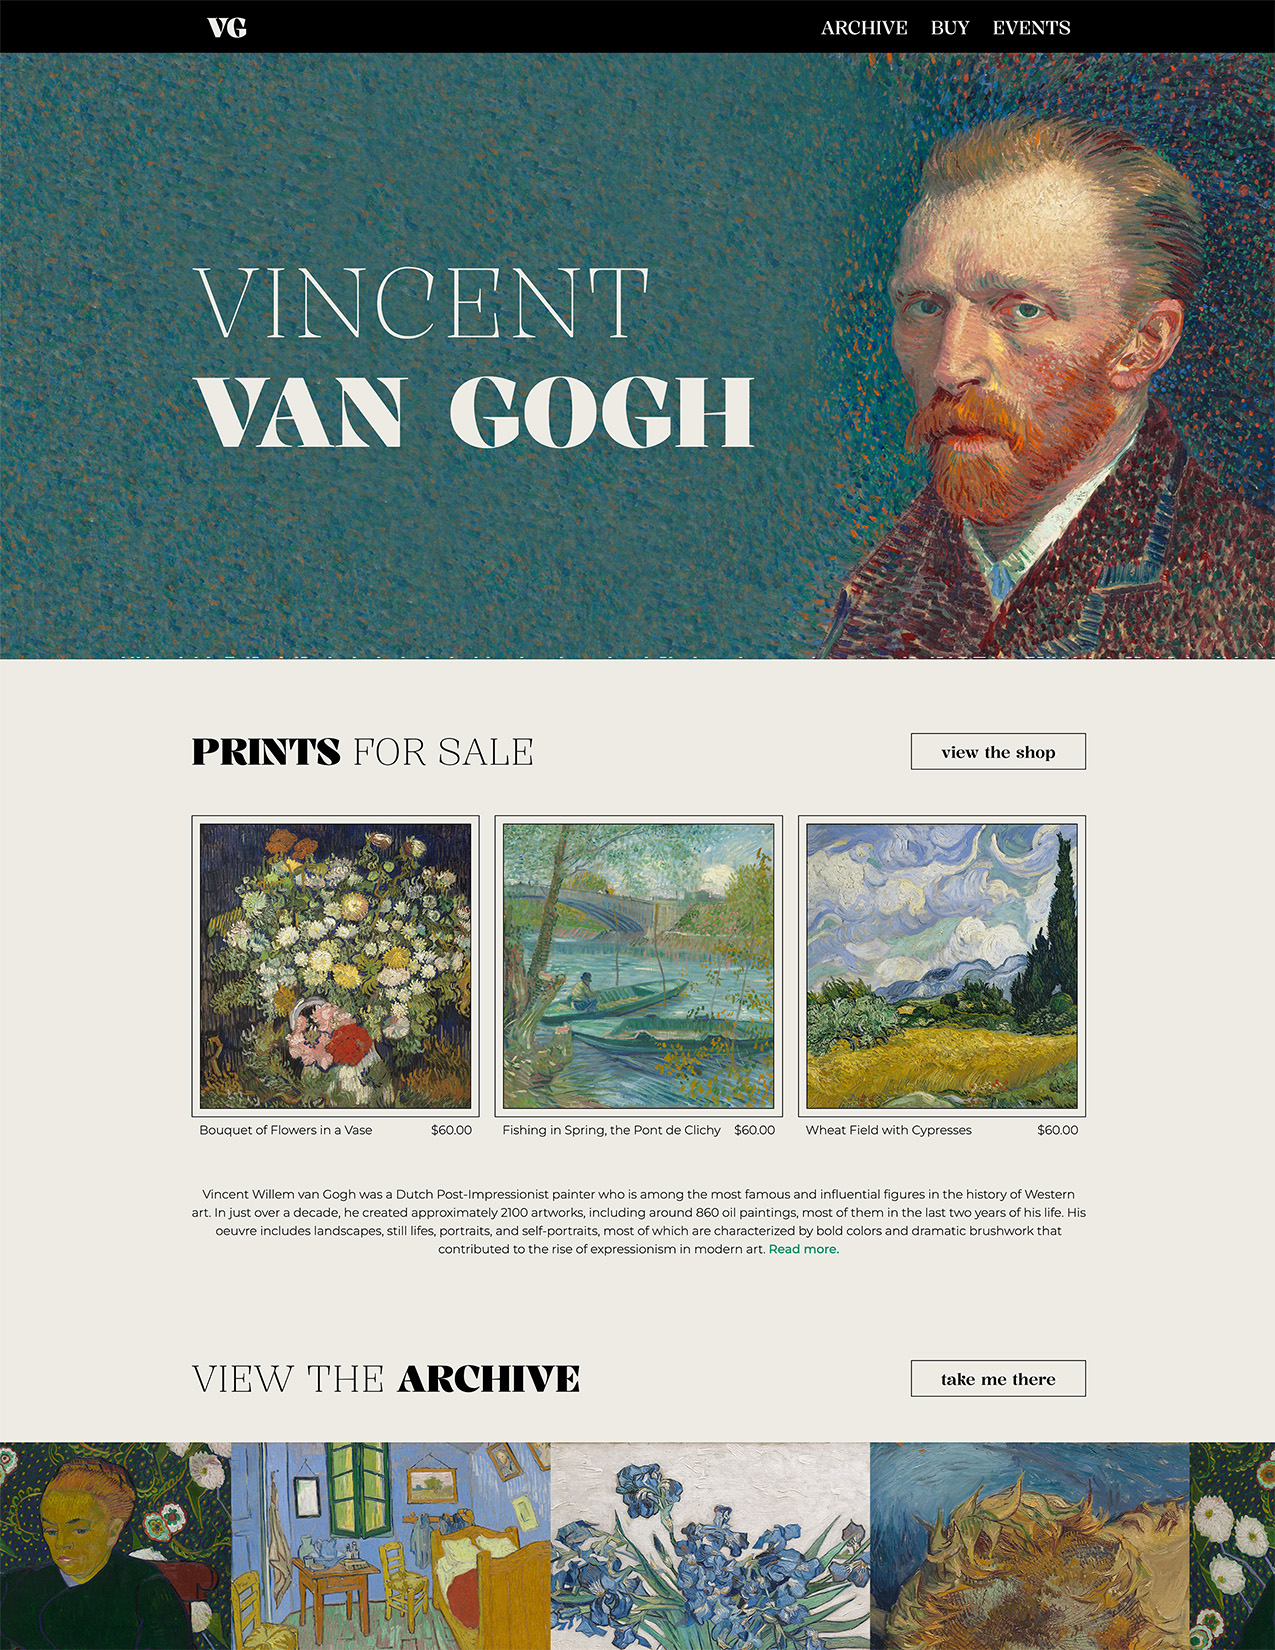 VG
ARCHIVE BUY EVENTS
VINCENT
VAN GOGH
PRINTS FOR SALE
view the shop
Bouquet of Flowers in a Vase $60.00
Fishing in Spring, the Pont de Clichy $60.00
Wheat Field with Cypresses $60.00
Vincent Willem van Gogh was a Dutch Post-Impressionist painter who is among the most famous and influential figures in the history of Western
art. In just over a decade, he created approximately 2100 artworks, including around 860 oil paintings, most of them in the last two years of his life. His
oeuvre includes landscapes, still lifes, portraits, and self-portraits, most of which are characterized by bold colors and dramatic brushwork that
contributed to the rise of expressionism in modern art. Read more.
VIEW THE ARCHIVE
take me there